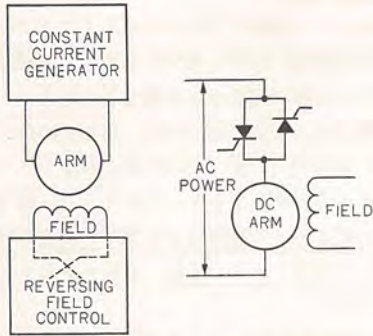 CONSTANT
CURRENT
GENERATOR
ARM
FIELD
REVERSING
FIELD
CONTROL
AC
POWER
DC
ARM
FIELD